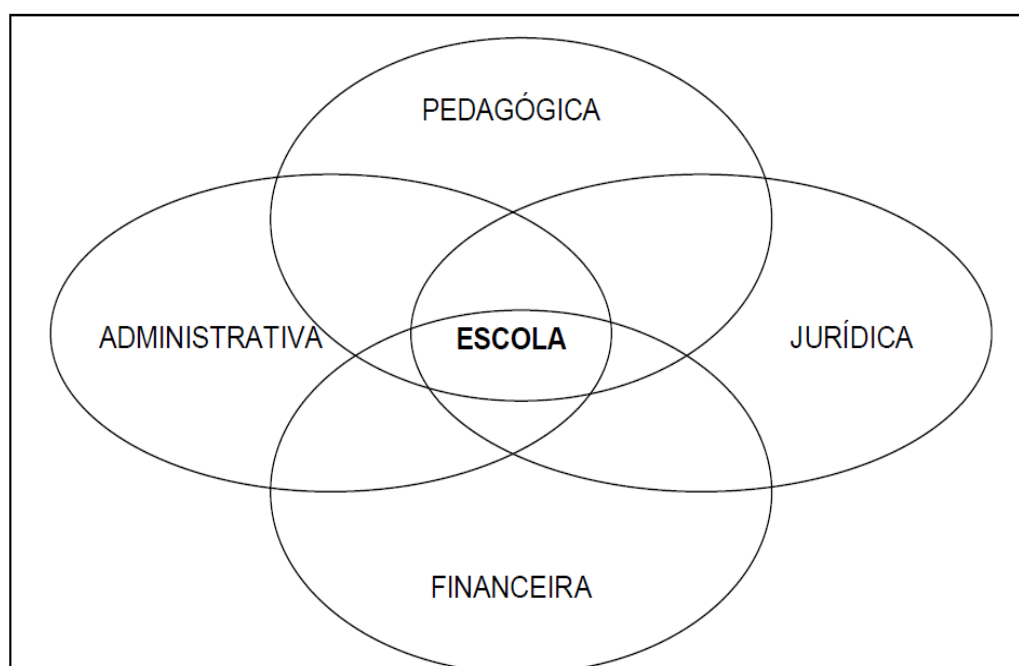 PEDAGÓGICA
ADMINISTRATIVA
ESCOLA
JURÍDICA
FINANCEIRA